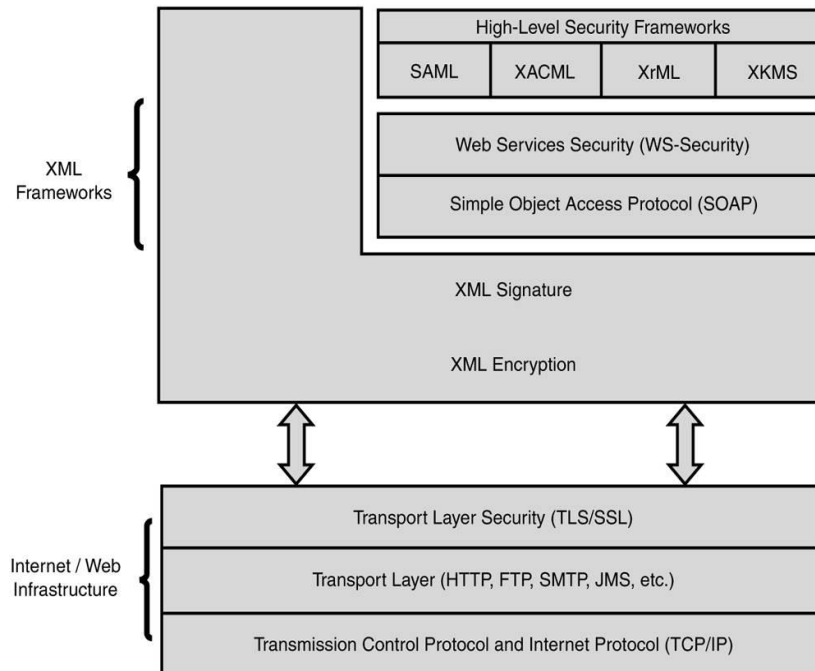 High-Level Security Frameworks
SAML
XACML
XrML
XKMS
XML
Frameworks
Web Services Security (WS-Security)
Simple Object Access Protocol (SOAP)
XML Signature
XML Encryption
Internet / Web
Infrastructure
Transport Layer Security (TLS/SSL)
Transport Layer (HTTP, FTP, SMTP, JMS, etc.)
Transmission Control Protocol and Internet Protocol (TCP/IP)